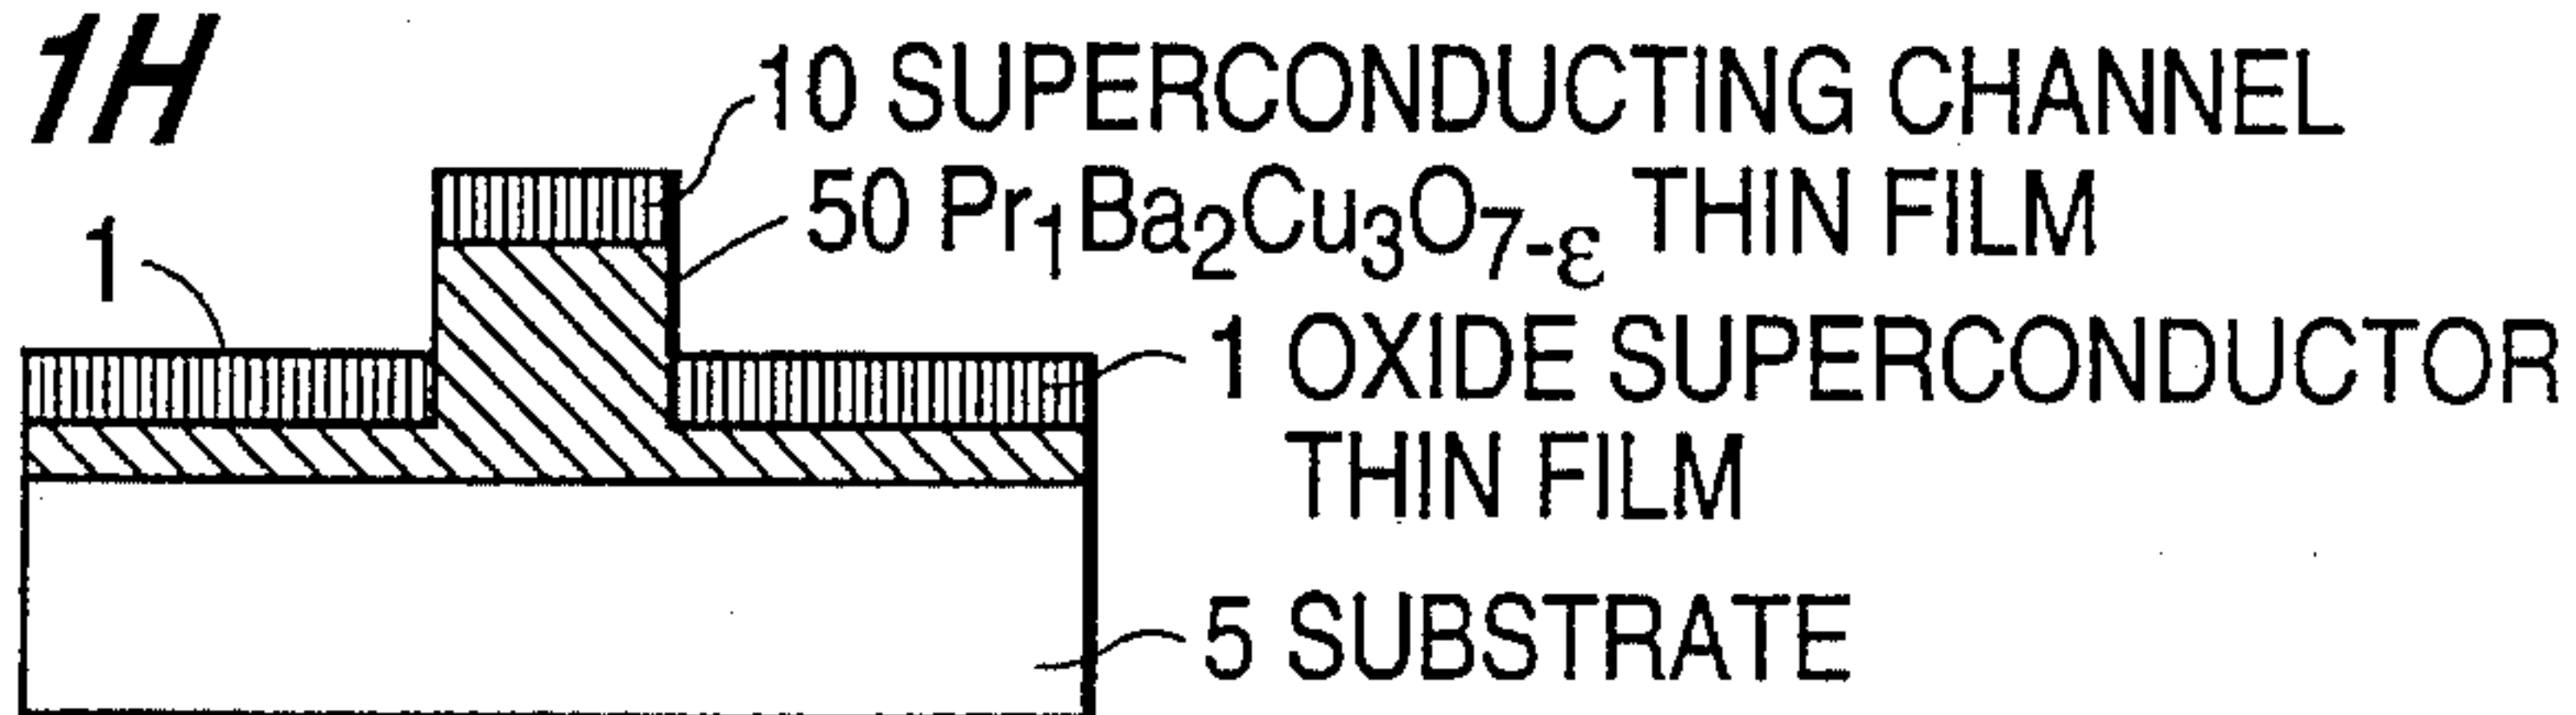 1H
10 SUPERCONDUCTING CHANNEL
50 Pr₁Ba₂Cu₃O₇₋ε THIN FILM
1
1 OXIDE SUPERCONDUCTOR
THIN FILM
5 SUBSTRATE